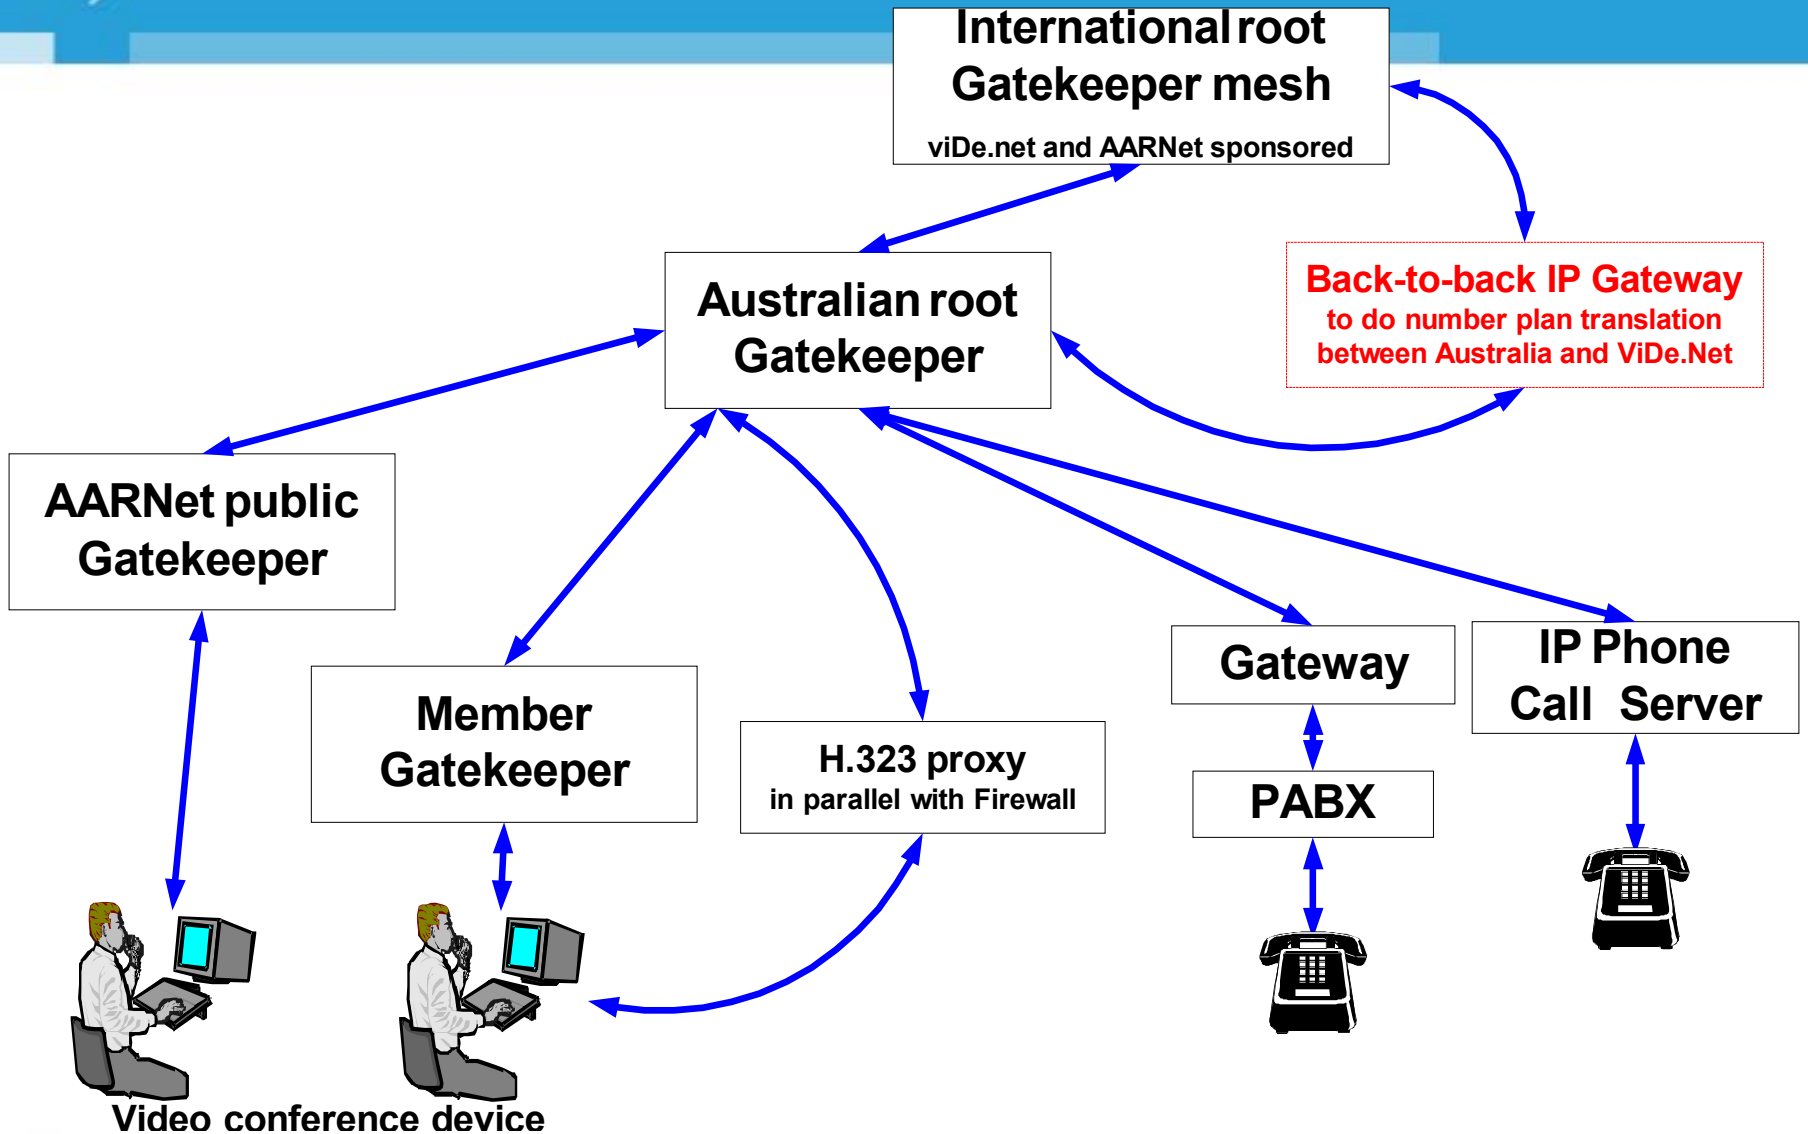 International root
Gatekeeper mesh
viDe.net and AARNet sponsored
Back-to-back IP Gateway
to do number plan translation
between Australia and ViDe.Net
Australian root
Gatekeeper
AARNet public
Gatekeeper
Member
Gatekeeper
H.323 proxy
in parallel with Firewall
Gateway
PABX
IP Phone
Call Server
Video conference device